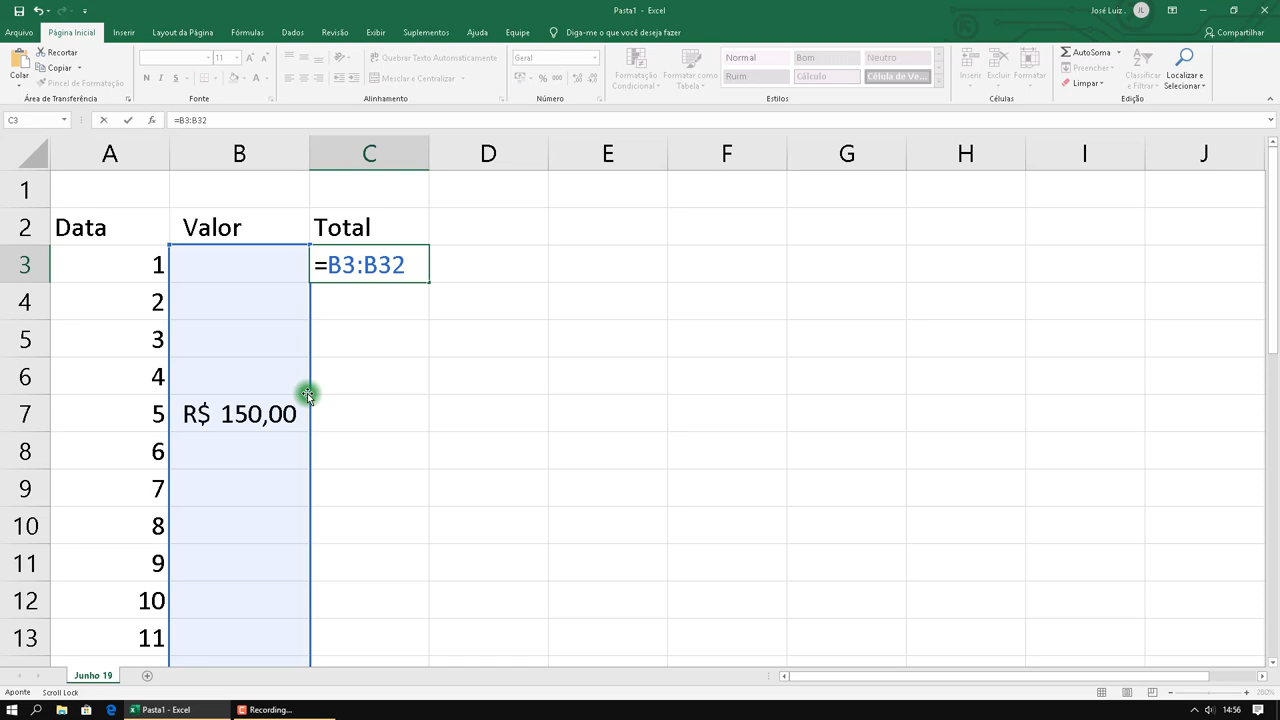 Pasta1 - Excel
José Luiz . JL
Arquivo Página Inicial Inserir Layout da Página Fórmulas Dados Revisão Exibir Suplementos Ajuda Equipe Diga-me o que você deseja fazer Compartilhar
Colar
Recortar
Copiar
Pincel de Formatação
Área de Transferência
11
N I S
Fonte
Quebrar Texto Automaticamente
Mesclar e Centralizar
Alinhamento
Geral
% 000
Número
Formatação Condicional
Formatar como Tabela
Normal Bom Neutro
Ruim Cálculo Célula de Ve...
Estilos
Inserir Excluir Formatar
Células
AutoSoma
Preencher
Limpar
Classificar e Filtrar
Localizar e Selecionar
Edição
C3 fx =B3:B32
A B C D E F G H I J
1
2 Data Valor Total
3 1 =B3:B32
4 2
5 3
6 4
7 5 R$ 150,00
8 6
9 7
10 8
11 9
12 10
13 11
Junho 19
Aponte Scroll Lock 280%
Pasta1 - Excel Recording... 14:56